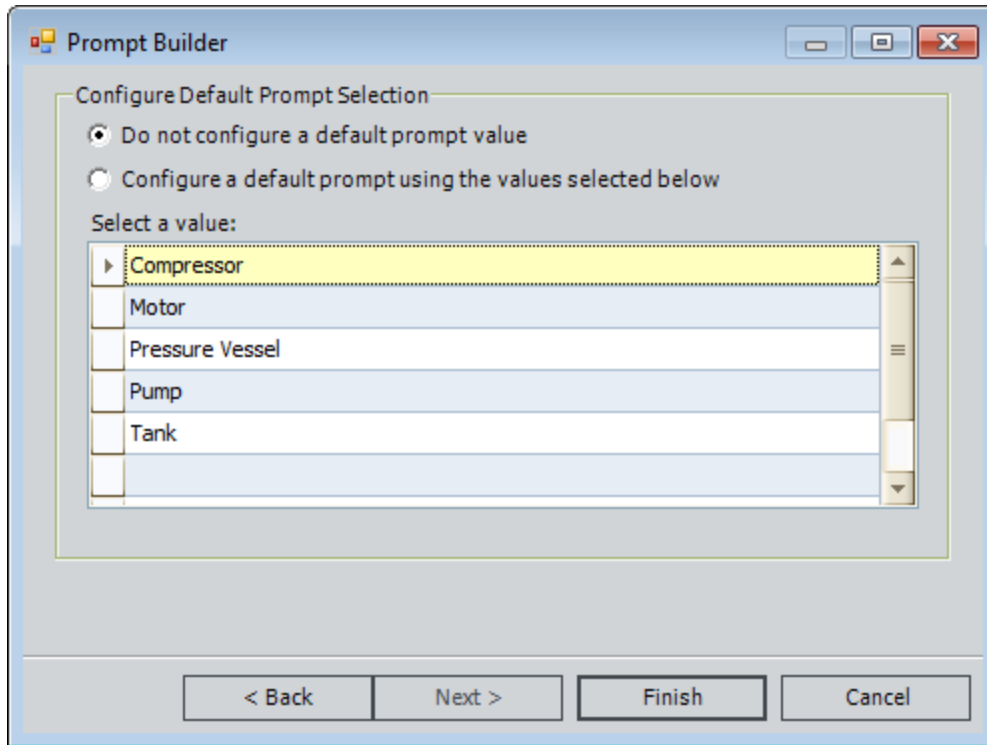 Prompt Builder
Configure Default Prompt Selection
Do not configure a default prompt value
Configure a default prompt using the values selected below
Select a value:
Compressor
Motor
Pressure Vessel
Pump
Tank
< Back Next > Finish Cancel